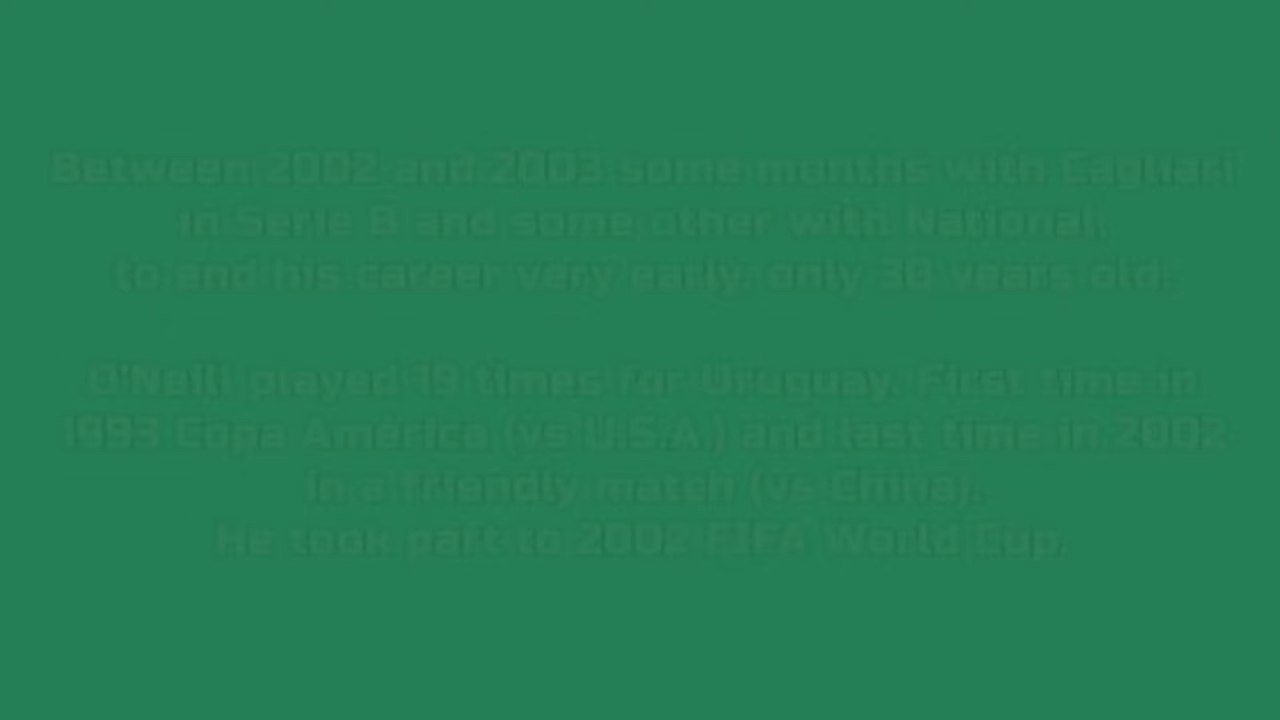 Between 2002 and 2003 some months with Cagliari
in Serie B and some other with National,
to end his career very early, only 30 years old.
O'Neill played 19 times for Uruguay. First time in
1993 Copa América (vs U.S.A.) and last time in 2002
in a friendly match (vs China).
He took part to 2002 FIFA World Cup.